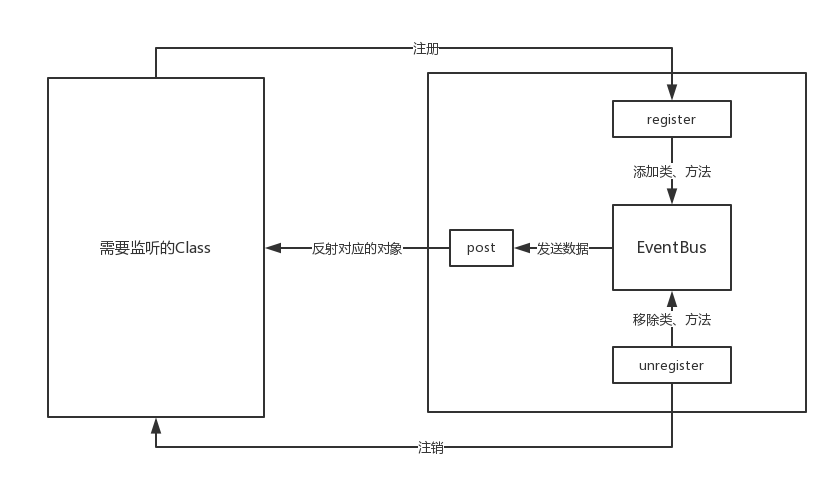 注册
register
添加类、方法
需要监听的Class
反射对应的对象
post
发送数据
EventBus
移除类、方法
unregister
注销